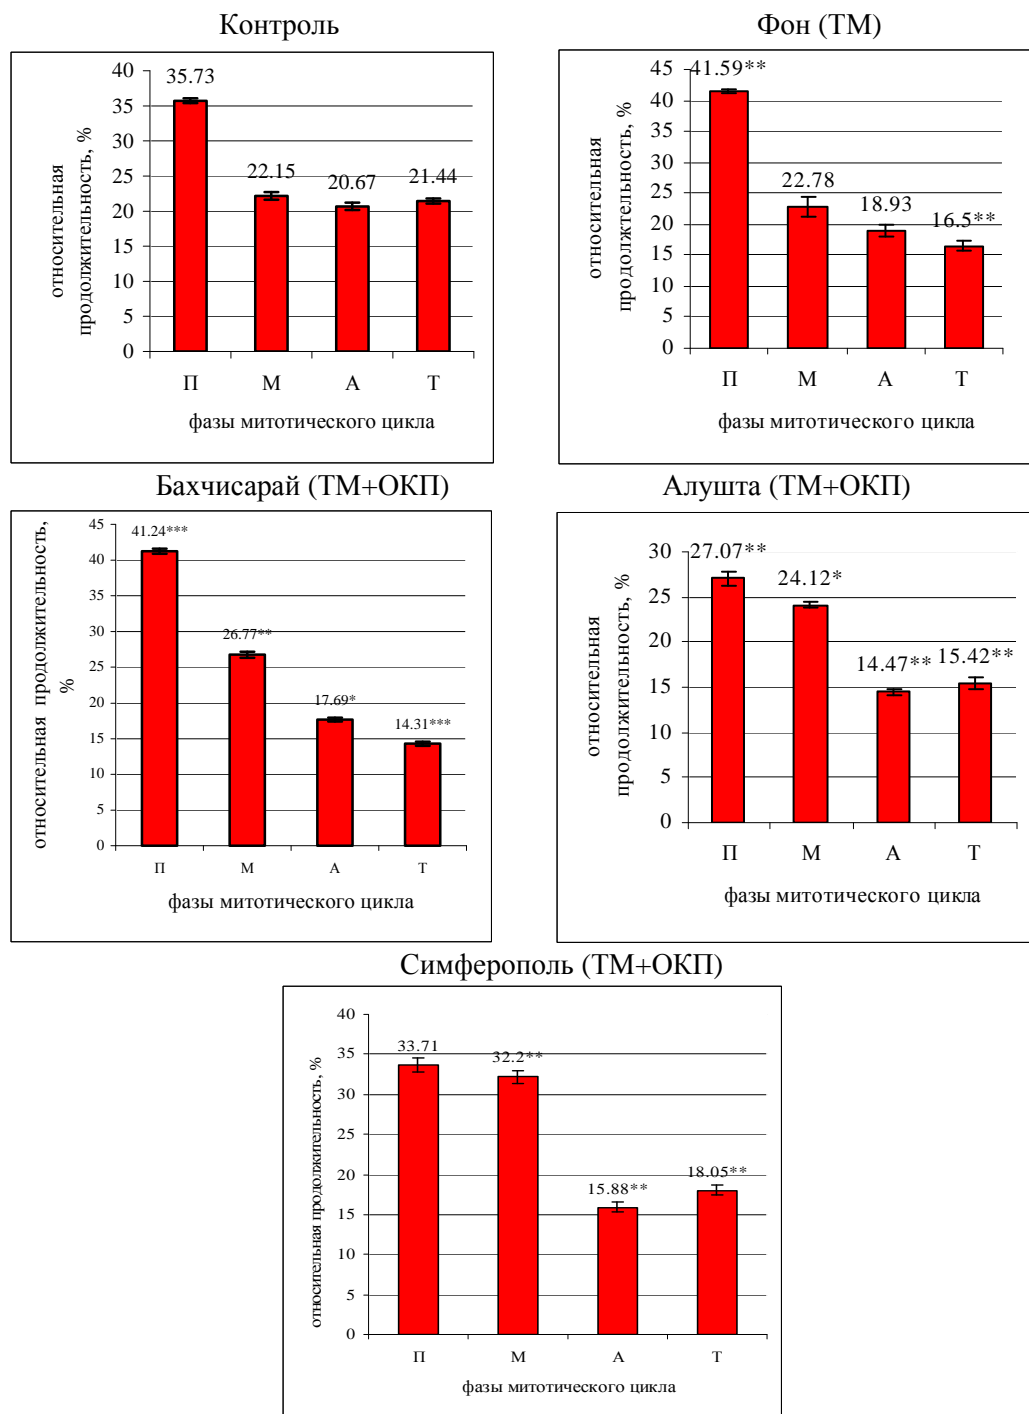 Контроль
относительная
продолжительность, %
40
35
30
25
20
15
10
5
0
35.73
22.15
20.67
21.44
П М А Т
фазы митотического цикла
Фон (ТМ)
относительная
продолжтельность, %
45
40
35
30
25
20
15
10
5
0
41.59**
22.78
18.93
16.5**
П М А Т
фазы митотического цикла
Бахчисарай (ТМ+ОКП)
относительная продолжительность,
%
45
40
35
30
25
20
15
10
5
0
41.24***
26.77**
17.69*
14.31***
П М А Т
фазы митотического цикла
Алушта (ТМ+ОКП)
относительная
продолжительность, %
30
25
20
15
10
5
0
27.07**
24.12*
14.47**
15.42**
П М А Т
фазы митотического цикла
Симферополь (ТМ+ОКП)
относительная продолжительность, %
40
35
30
25
20
15
10
5
0
33.71
32.2**
15.88**
18.05**
П М А Т
фазы митотического цикла